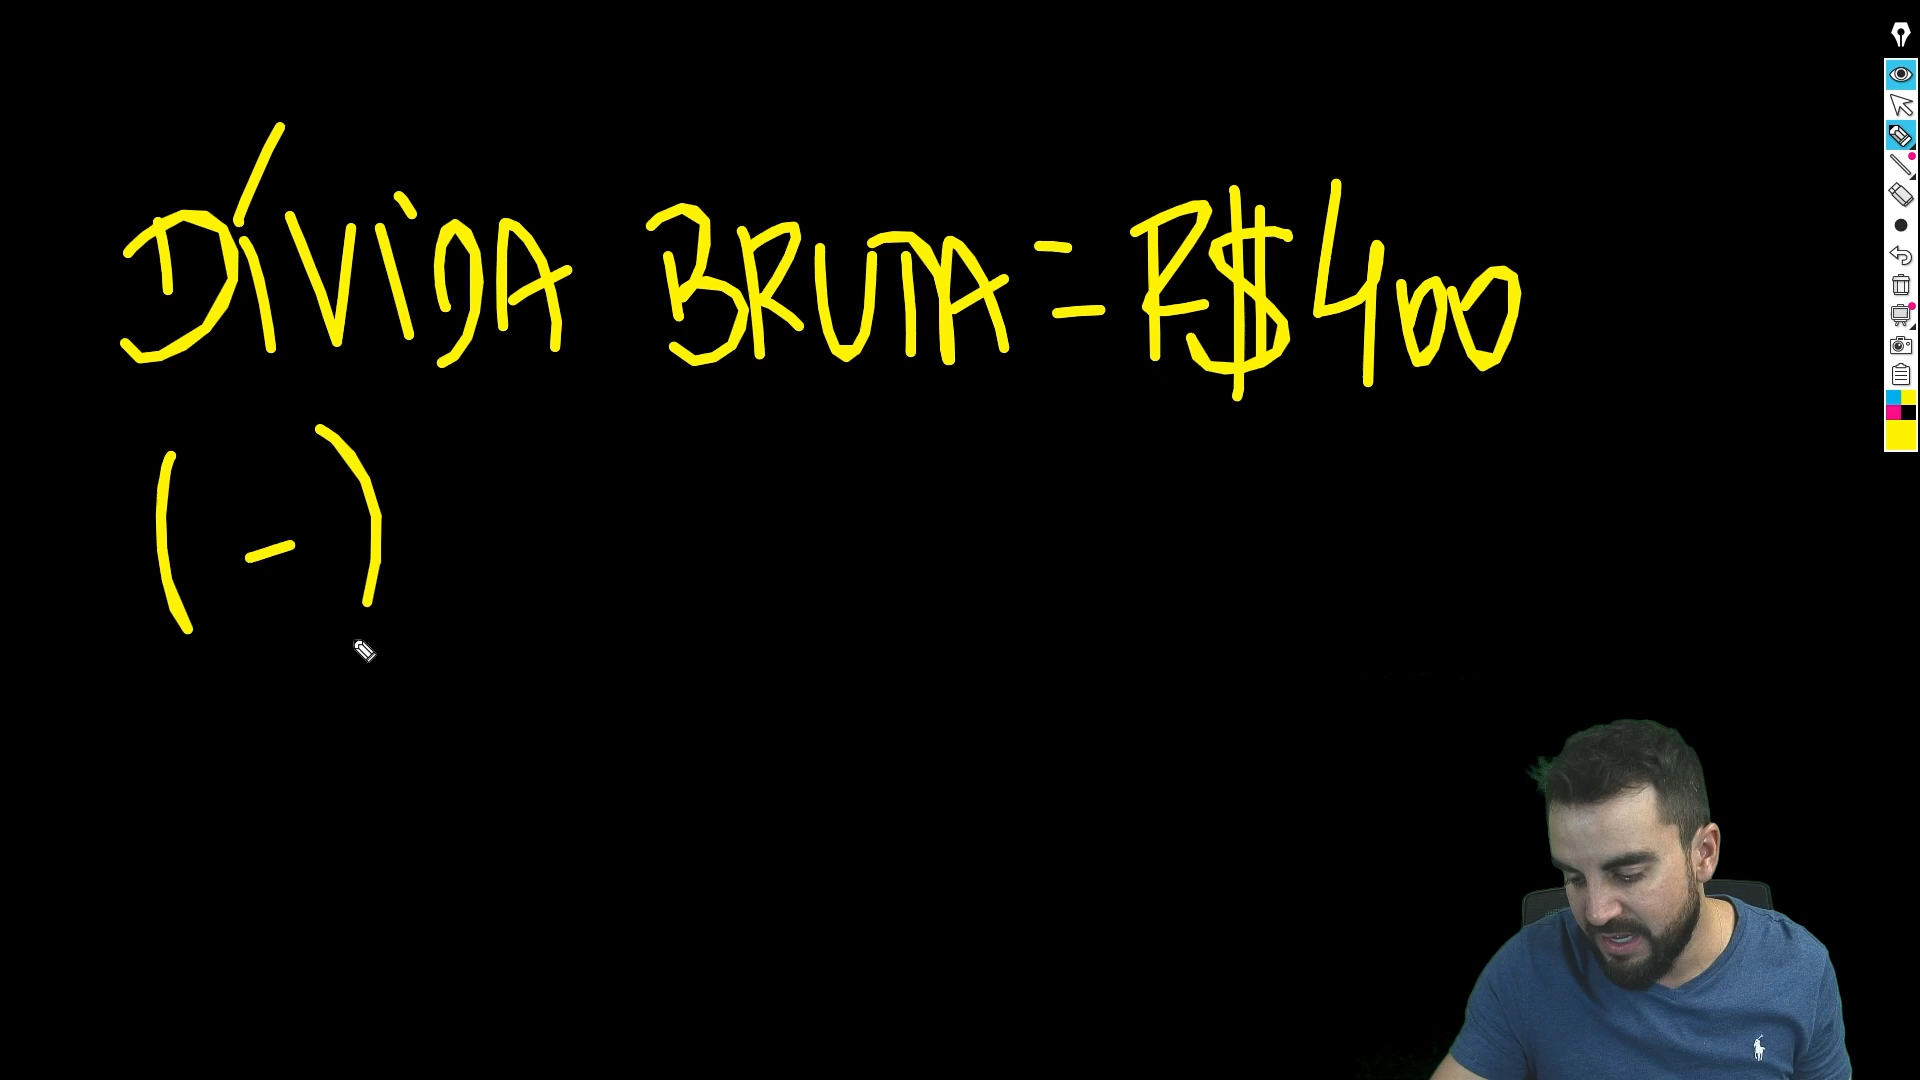 DÍVIDA BRUTA = R$400
(-)